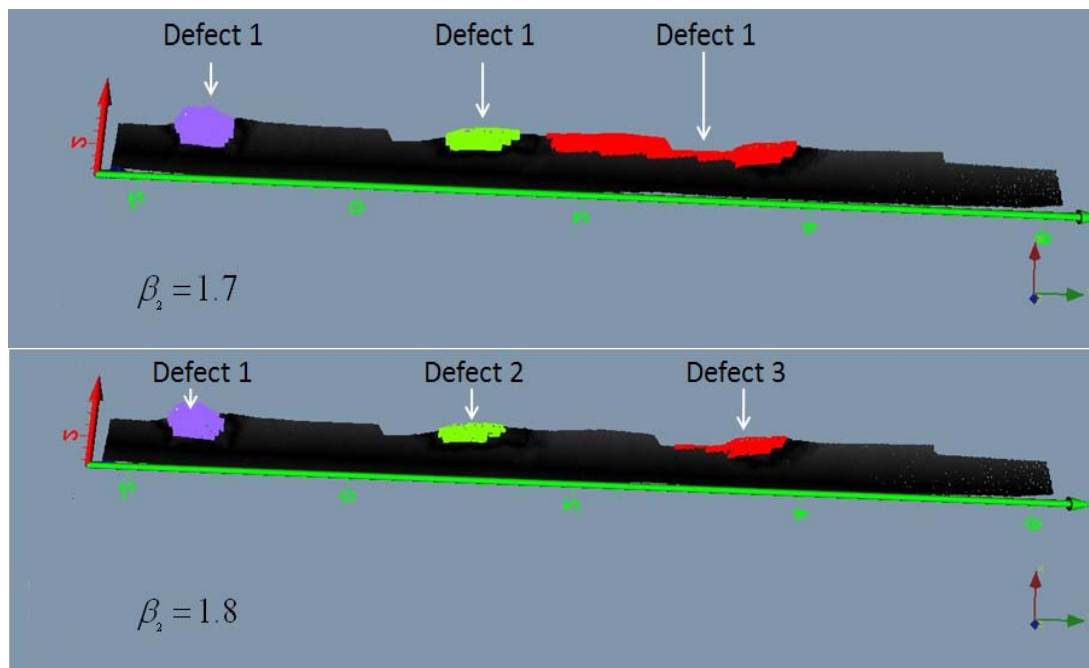 Defect 1 Defect 1 Defect 1
β₂ = 1.7
Defect 1 Defect 2 Defect 3
β₂ = 1.8